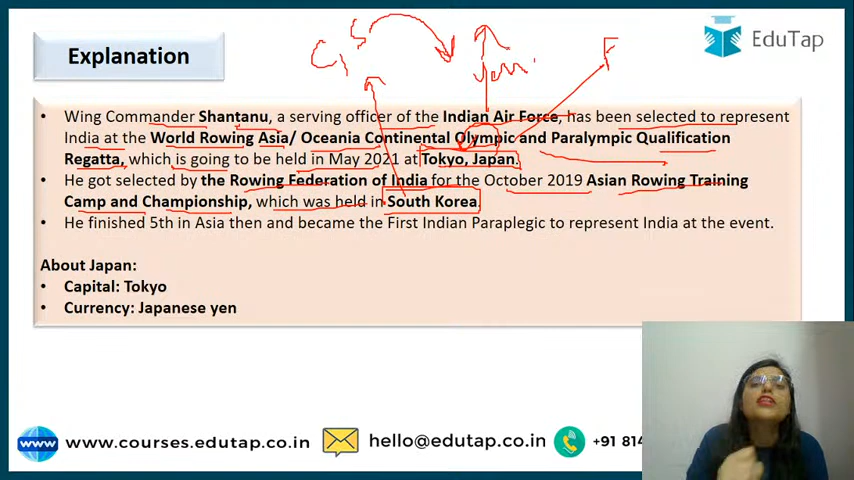 Explanation
EduTap
yen
F
• Wing Commander Shantanu, a serving officer of the Indian Air Force, has been selected to represent
India at the World Rowing Asia/ Oceania Continental Olympic and Paralympic Qualification
Regatta, which is going to be held in May 2021 at Tokyo, Japan.
• He got selected by the Rowing Federation of India for the October 2019 Asian Rowing Training
Camp and Championship, which was held in South Korea.
• He finished 5th in Asia then and became the First Indian Paraplegic to represent India at the event.
About Japan:
• Capital: Tokyo
• Currency: Japanese yen
www.courses.edutap.co.in
hello@edutap.co.in
+91 814